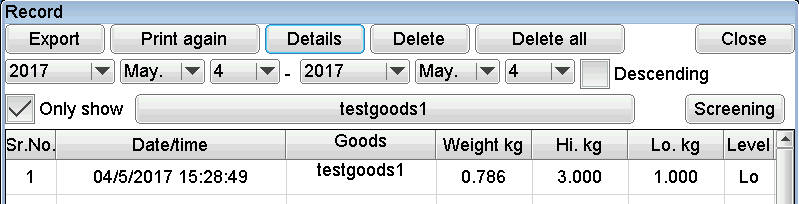 Record
Export Print again Details Delete Delete all Close
2017 May. 4 - 2017 May. 4 Descending
Only show testgoods1 Screening
Sr.No. Date/time Goods Weight kg Hi. kg Lo. kg Level
1 04/5/2017 15:28:49 testgoods1 0.786 3.000 1.000 Lo